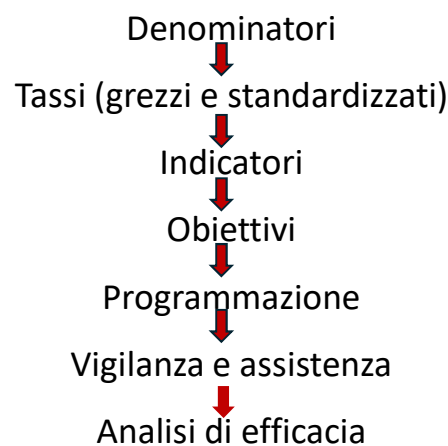 Denominatori
Tassi (grezzi e standardizzati)
Indicatori
Obiettivi
Programmazione
Vigilanza e assistenza
Analisi di efficacia